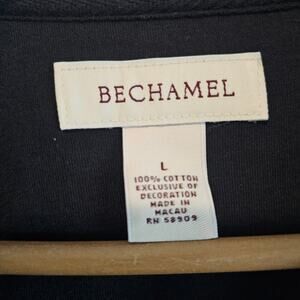 BECHAMEL
L
100% COTTON
EXCLUSIVE OF
DECORATION
MADE IN
MACAU
RN 58909